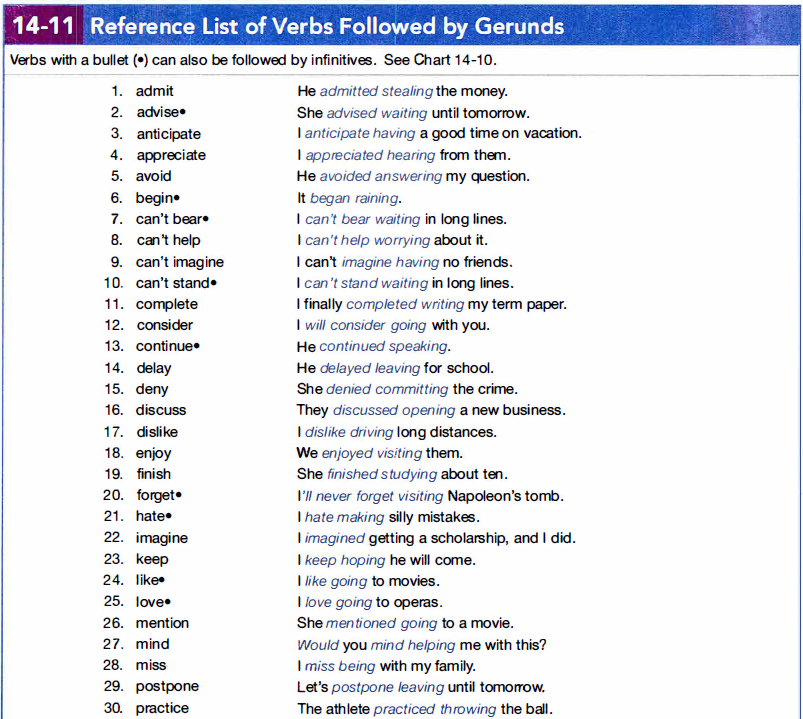 14-11 Reference List of Verbs Followed by Gerunds
Verbs with a bullet (•) can also be followed by infinitives. See Chart 14-10.
1. admit He admitted stealing the money.
2. advise• She advised waiting until tomorrow.
3. anticipate I anticipate having a good time on vacation.
4. appreciate I appreciated hearing from them.
5. avoid He avoided answering my question.
6. begin• It began raining.
7. can't bear• I can't bear waiting in long lines.
8. can't help I can't help worrying about it.
9. can't imagine I can't imagine having no friends.
10. can't stand• I can't stand waiting in long lines.
11. complete I finally completed writing my term paper.
12. consider I will consider going with you.
13. continue• He continued speaking.
14. delay He delayed leaving for school.
15. deny She denied committing the crime.
16. discuss They discussed opening a new business.
17. dislike I dislike driving long distances.
18. enjoy We enjoyed visiting them.
19. finish She finished studying about ten.
20. forget• I'll never forget visiting Napoleon's tomb.
21. hate• I hate making silly mistakes.
22. imagine I imagined getting a scholarship, and I did.
23. keep I keep hoping he will come.
24. like• I like going to movies.
25. love• I love going to operas.
26. mention She mentioned going to a movie.
27. mind Would you mind helping me with this?
28. miss I miss being with my family.
29. postpone Let's postpone leaving until tomorrow.
30. practice The athlete practiced throwing the ball.